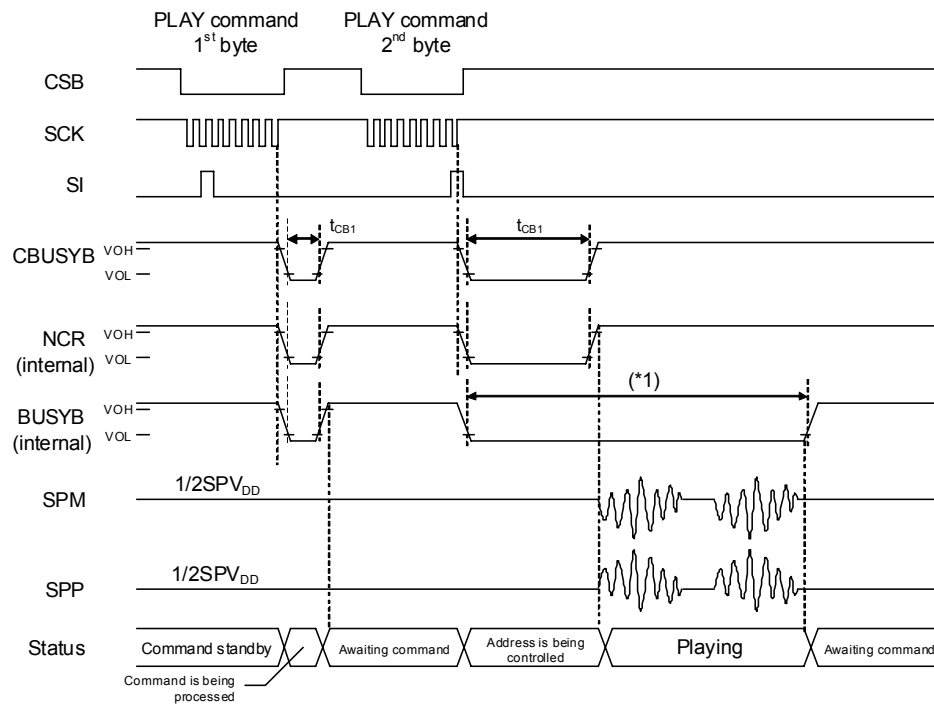 PLAY command
1st byte
PLAY command
2nd byte
CSB
SCK
SI
tCB1
tCB1
CBUSYB
VOH
VOL
NCR
(internal)
VOH
VOL
(*1)
BUSYB
(internal)
VOH
VOL
SPM
1/2SPVDD
SPP
1/2SPVDD
Status
Command standby
Awaiting command
Address is being
controlled
Playing
Awaiting command
Command is being
processed